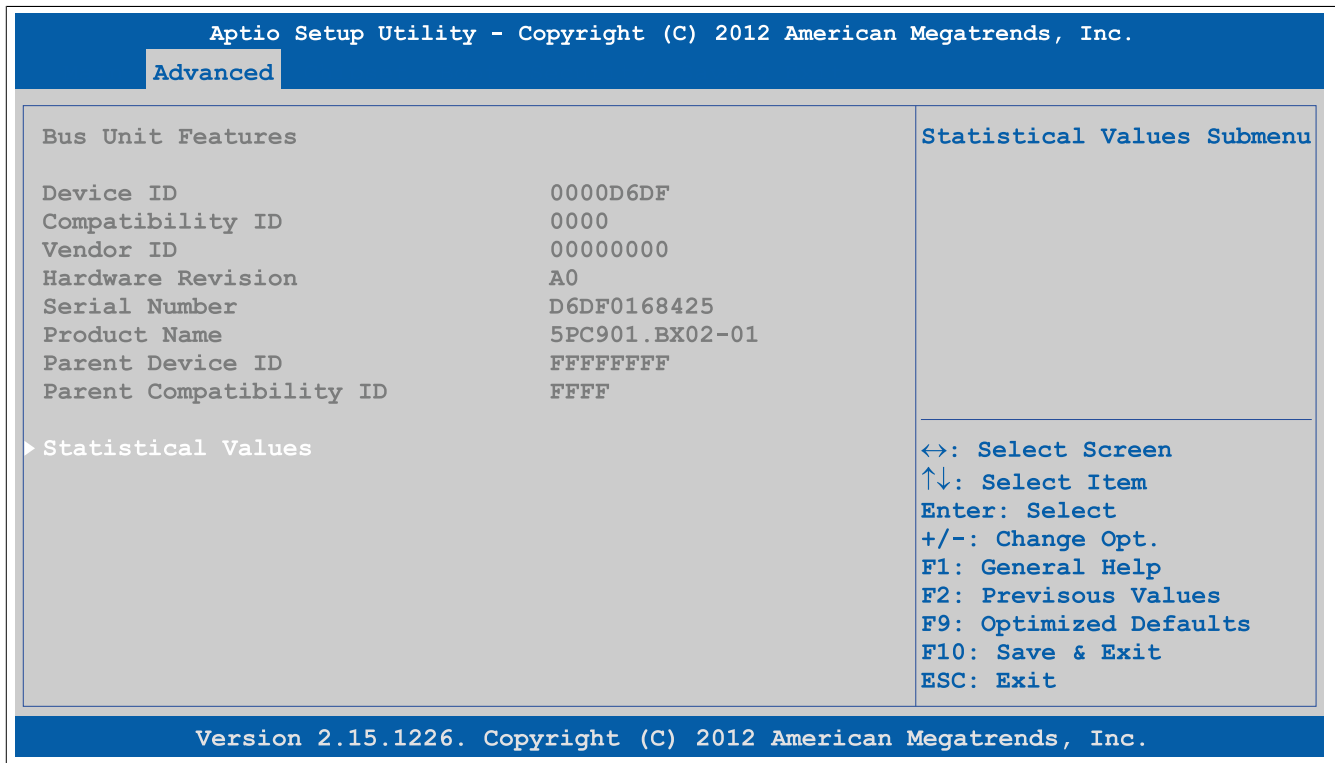 Aptio Setup Utility - Copyright (C) 2012 American Megatrends, Inc.
Advanced
Bus Unit Features
Device ID 0000D6DF
Compatibility ID 0000
Vendor ID 00000000
Hardware Revision A0
Serial Number D6DF0168425
Product Name 5PC901.BX02-01
Parent Device ID FFFFFFFF
Parent Compatibility ID FFFF
Statistical Values
Statistical Values Submenu
↔: Select Screen
↑↓: Select Item
Enter: Select
+/-: Change Opt.
F1: General Help
F2: Previsous Values
F9: Optimized Defaults
F10: Save & Exit
ESC: Exit
Version 2.15.1226. Copyright (C) 2012 American Megatrends, Inc.